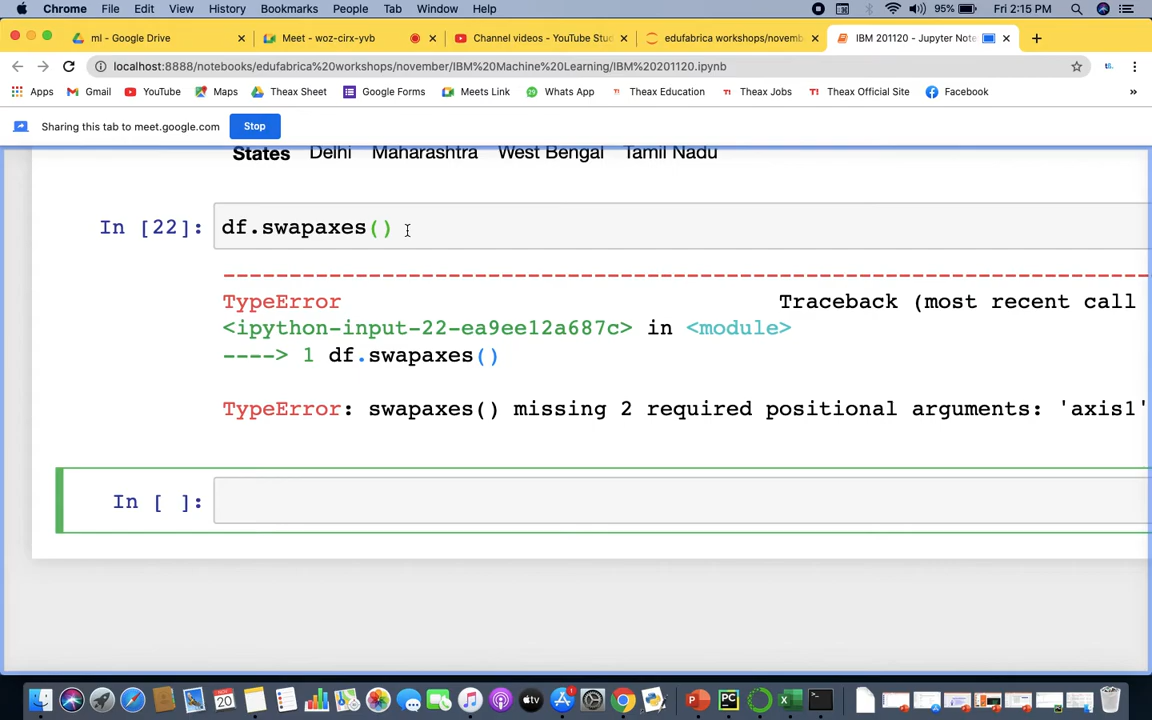 Chrome File Edit View History Bookmarks People Tab Window Help 95% Fri 2:15 PM
ml - Google Drive Meet - woz-cirx-yvb Channel videos - YouTube Stud edufabrica workshops/novemb IBM 201120 - Jupyter Note
localhost:8888/notebooks/edufabrica%20workshops/november/IBM%20Machine%20Learning/IBM%20201120.ipynb
Apps Gmail YouTube Maps Theax Sheet Google Forms Meets Link Whats App Theax Education Theax Jobs Theax Official Site Facebook »
Sharing this tab to meet.google.com Stop
States Delhi Maharashtra West Bengal Tamil Nadu
In [22]: df.swapaxes()
---------------------------------------------------------------------------
TypeError Traceback (most recent call
<ipython-input-22-ea9ee12a687c> in <module>
----> 1 df.swapaxes()
TypeError: swapaxes() missing 2 required positional arguments: 'axis1'
In [ ]: